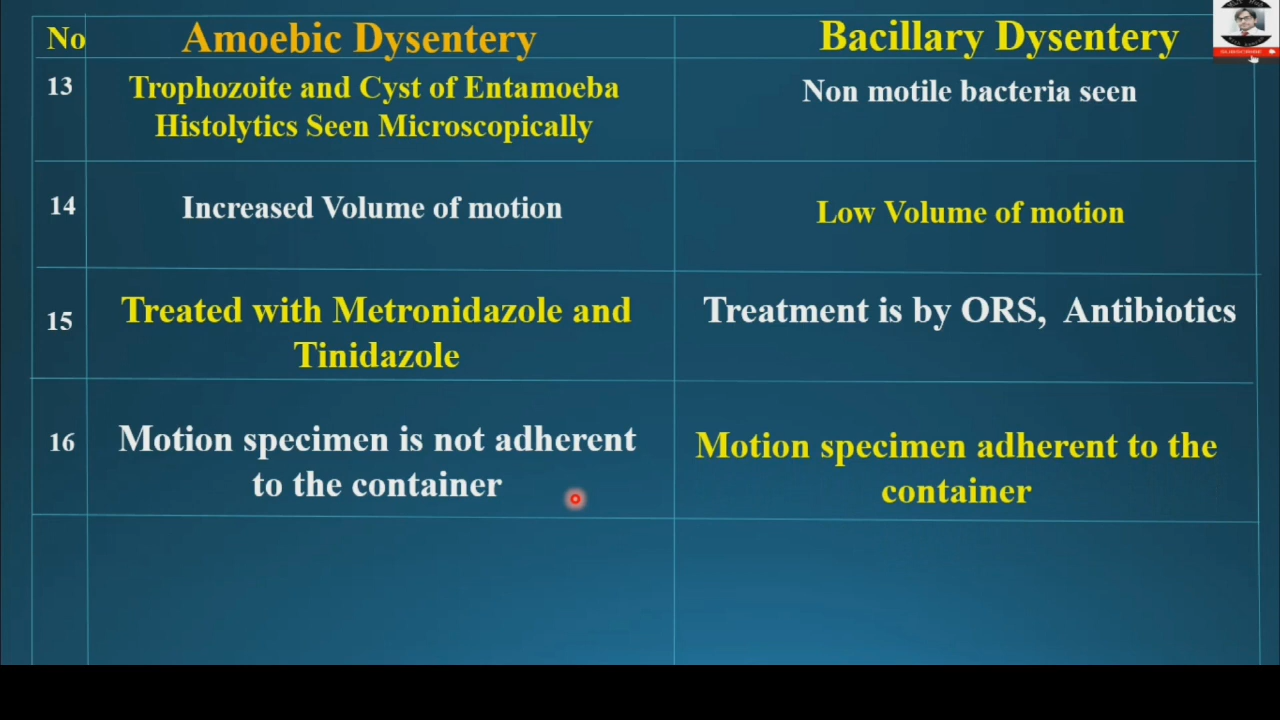 No Amoebic Dysentery Bacillary Dysentery
13 Trophozoite and Cyst of Entamoeba Non motile bacteria seen
Histolytics Seen Microscopically
14 Increased Volume of motion Low Volume of motion
15 Treated with Metronidazole and Treatment is by ORS, Antibiotics
Tinidazole
16 Motion specimen is not adherent Motion specimen adherent to the
to the container container
SUBSCRIBE